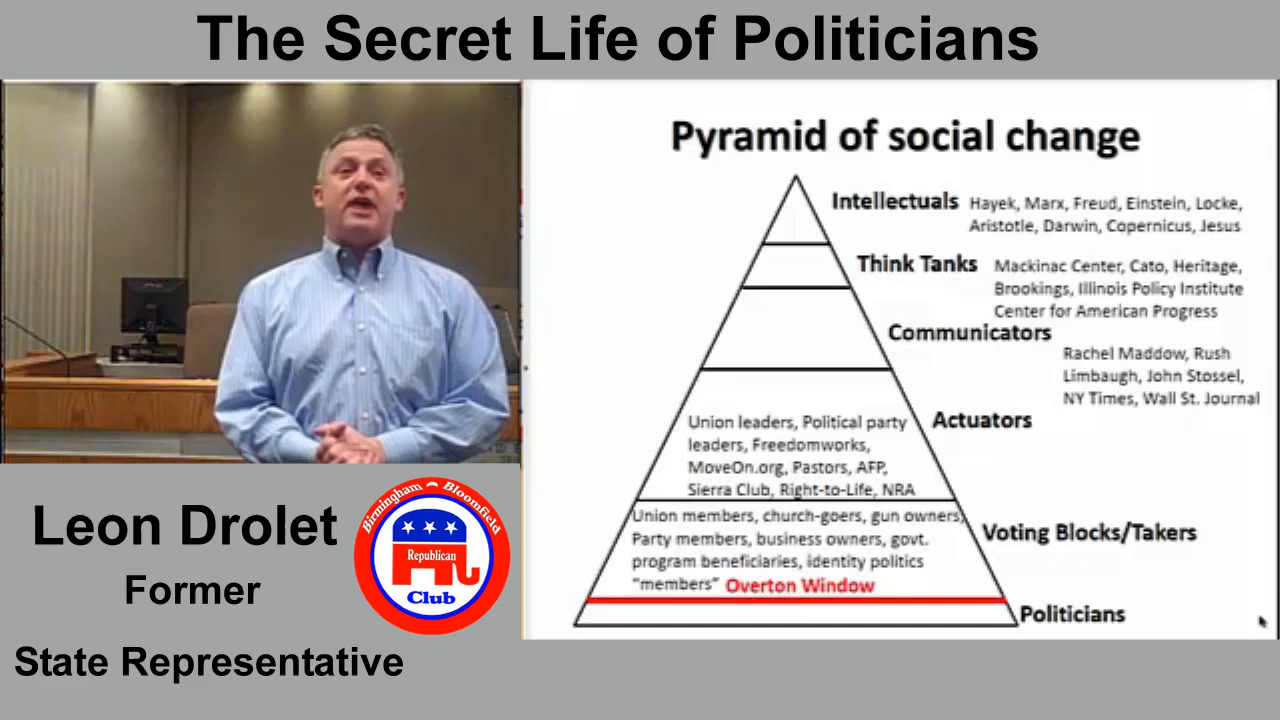 The Secret Life of Politicians
Pyramid of social change
Intellectuals Hayek, Marx, Freud, Einstein, Locke,
Aristotle, Darwin, Copernicus, Jesus
Think Tanks Mackinac Center, Cato, Heritage,
Brookings, Illinois Policy Institute
Center for American Progress
Communicators
Rachel Maddow, Rush
Limbaugh, John Stossel,
NY Times, Wall St. Journal
Actuators
Union leaders, Political party
leaders, Freedomworks,
MoveOn.org, Pastors, AFP,
Sierra Club, Right-to-Life, NRA
Voting Blocks/Takers
Union members, church-goers, gun owners,
Party members, business owners, govt.
program beneficiaries, identity politics
“members” Overton Window
Politicians
Leon Drolet
Former
State Representative
Birmingham Bloomfield
Republican
Club